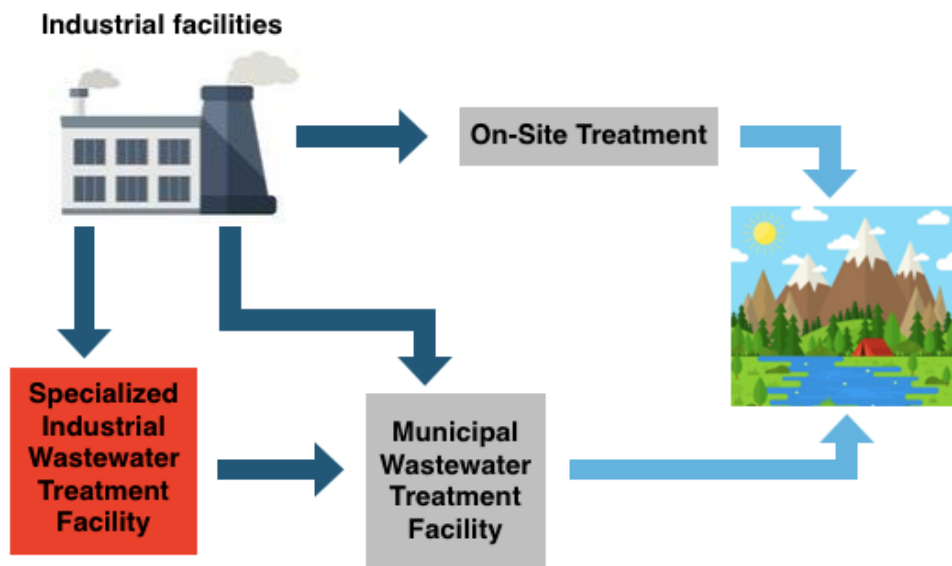 Industrial facilities
On-Site Treatment
Specialized
Industrial
Wastewater
Treatment
Facility
Municipal
Wastewater
Treatment
Facility